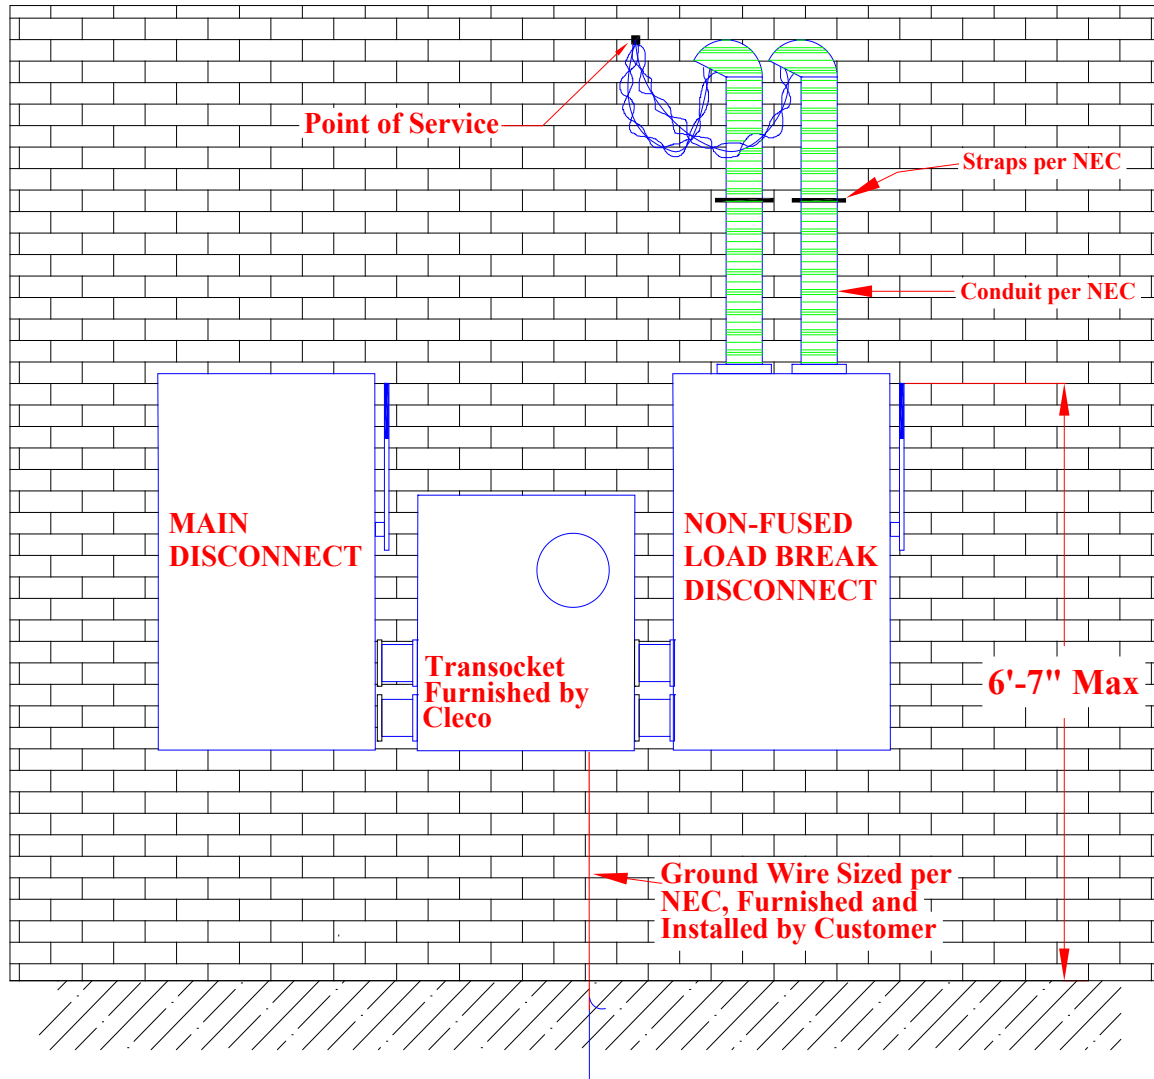 Point of Service
Straps per NEC
Conduit per NEC
MAIN
DISCONNECT
NON-FUSED
LOAD BREAK
DISCONNECT
Transocket
Furnished by
Cleco
6'-7" Max
Ground Wire Sized per
NEC, Furnished and
Installed by Customer